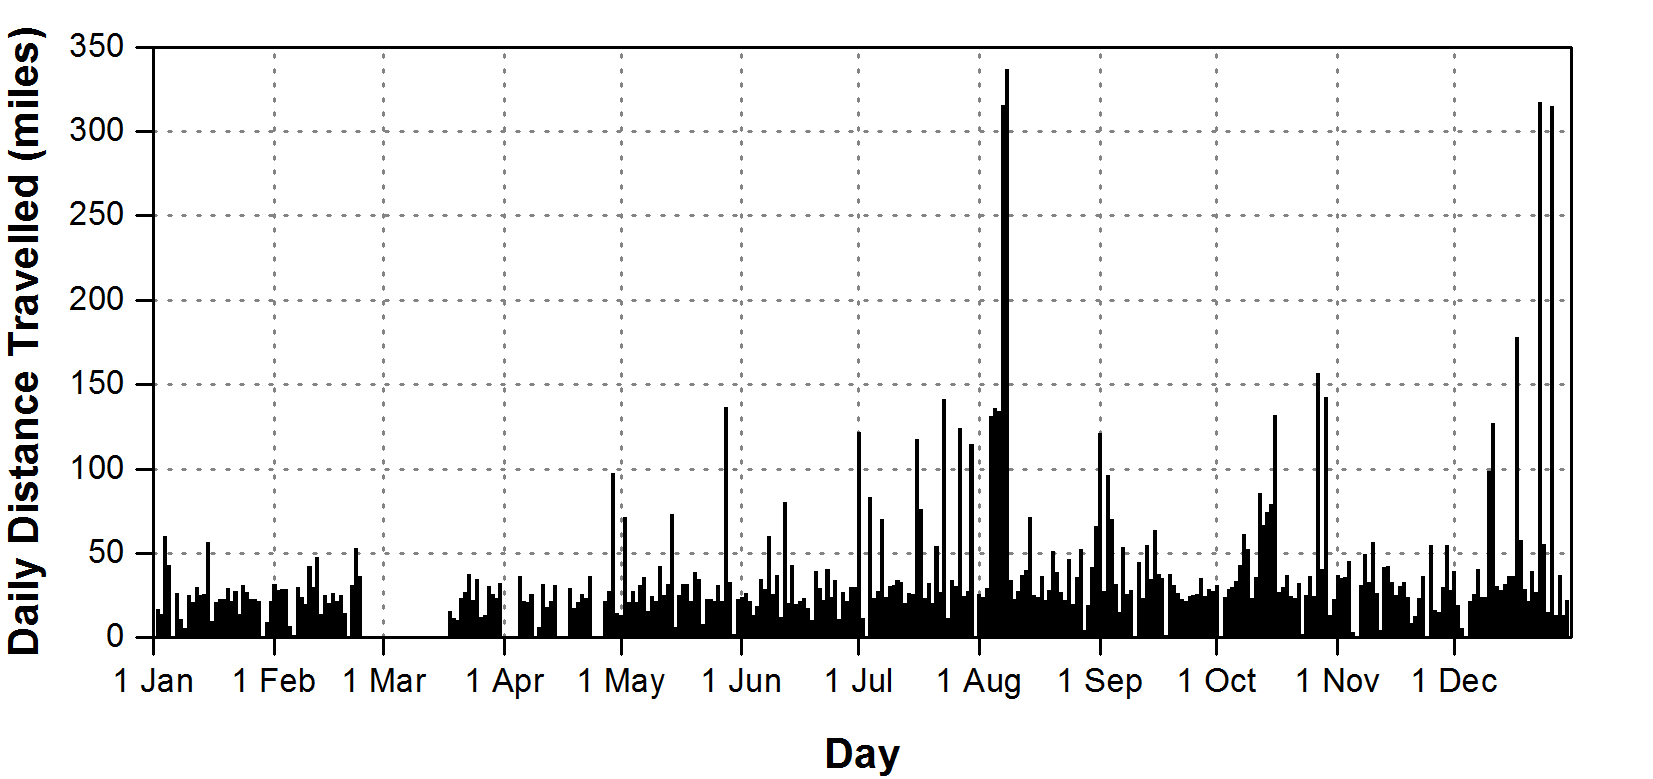 Daily Distance Travelled (miles)
350
300
250
200
150
100
50
0
1 Jan 1 Feb 1 Mar 1 Apr 1 May 1 Jun 1 Jul 1 Aug 1 Sep 1 Oct 1 Nov 1 Dec
Day